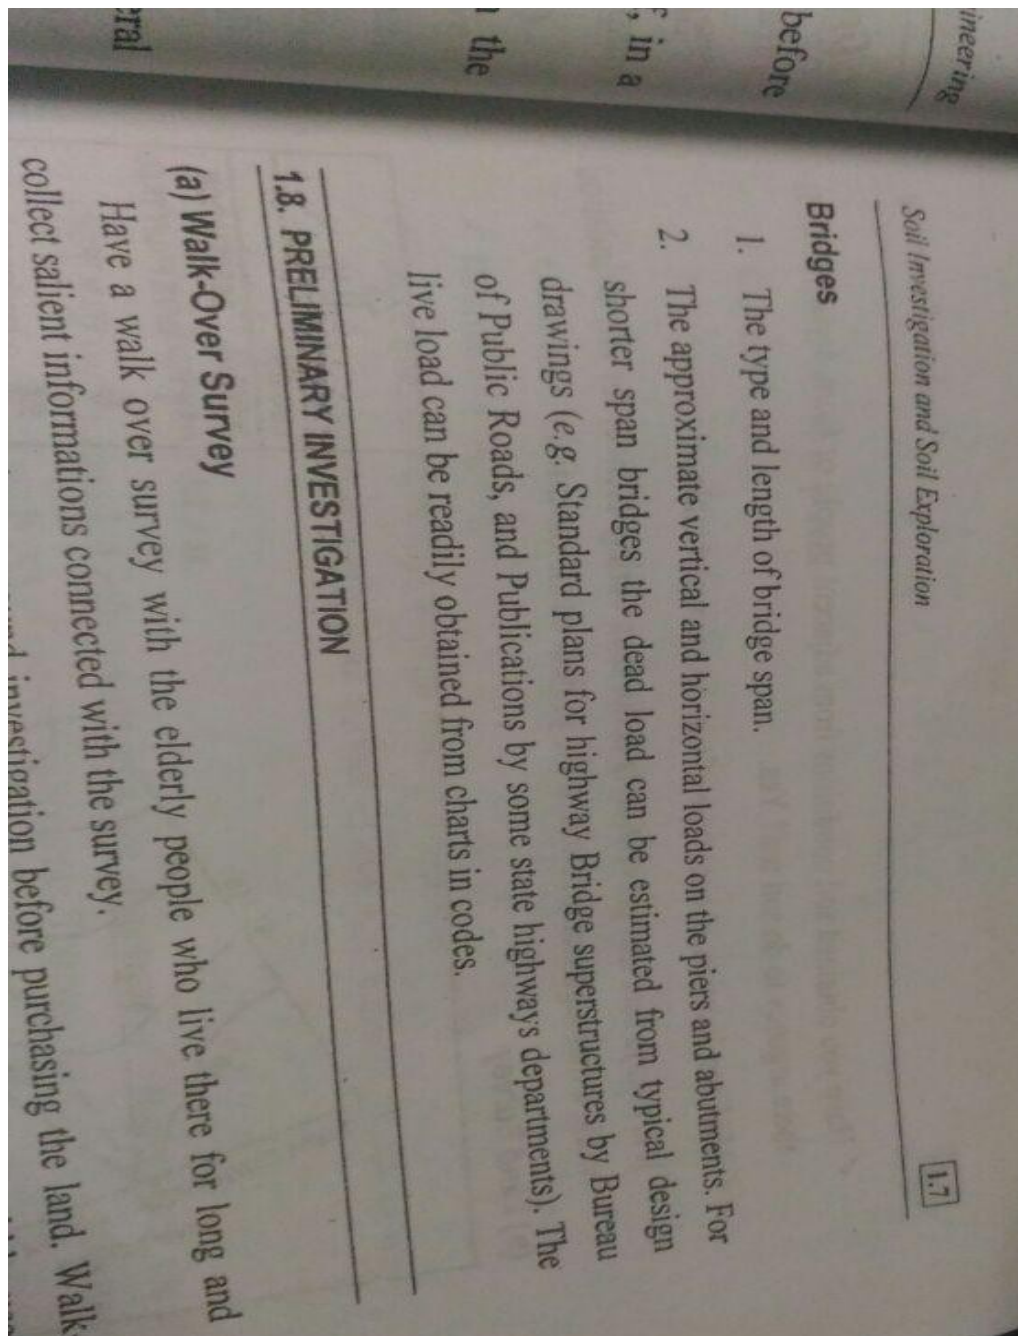 ineering
before
, in a
the
eral
Soil Investigation and Soil Exploration
1.7
Bridges
1. The type and length of bridge span.
2. The approximate vertical and horizontal loads on the piers and abutments. For
shorter span bridges the dead load can be estimated from typical design
drawings (e.g. Standard plans for highway Bridge superstructures by Bureau
of Public Roads, and Publications by some state highways departments). The
live load can be readily obtained from charts in codes.
1.8. PRELIMINARY INVESTIGATION
(a) Walk-Over Survey
Have a walk over survey with the elderly people who live there for long and
collect salient informations connected with the survey.
investigation before purchasing the land. Walk-